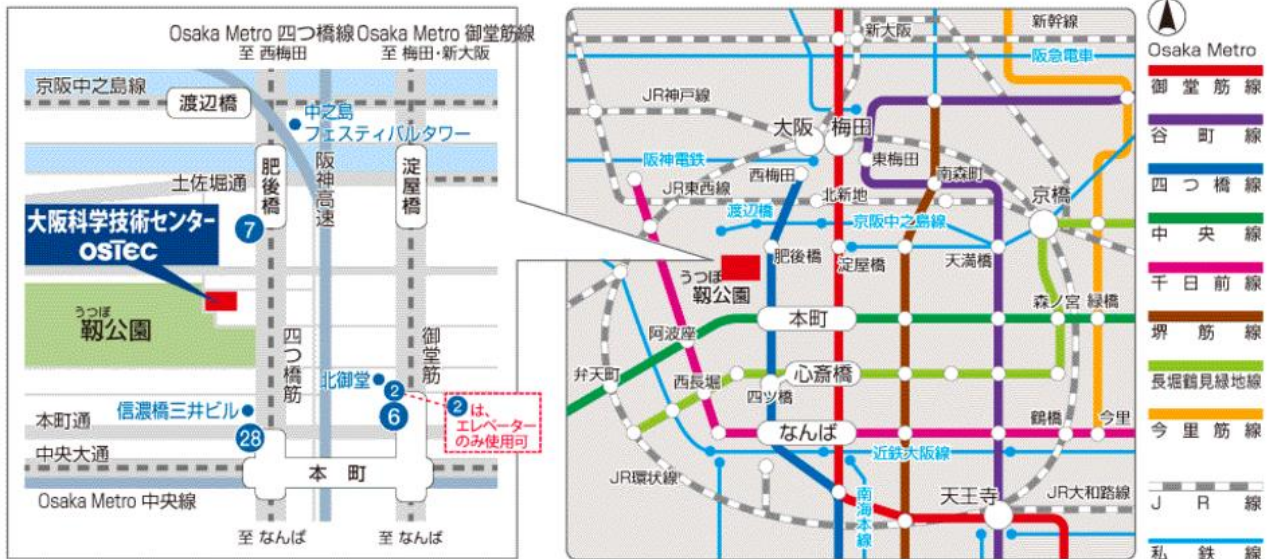 Osaka Metro 四つ橋線
至 西梅田
Osaka Metro 御堂筋線
至 梅田・新大阪
京阪中之島線
渡辺橋
中之島
フェスティバルタワー
土佐堀通
肥後橋
阪神高速
淀屋橋
大阪科学技術センター
OSTEC
7
うつぼ
靱公園
四つ橋筋
御堂筋
北御堂
2
6
2 は、
エレベーター
のみ使用可
信濃橋三井ビル
本町通
28
中央大通
本 町
Osaka Metro 中央線
至 なんば
至 なんば
新幹線
新大阪
阪急電車
JR神戸線
大阪
梅田
阪神電鉄
東梅田
西梅田
南森町
JR東西線
北新地
京橋
渡辺橋
京阪中之島線
肥後橋
淀屋橋
天満橋
うつぼ
靱公園
森ノ宮
緑橋
本町
阿波座
弁天町
西長堀
心斎橋
四ツ橋
鶴橋
今里
なんば
近鉄大阪線
JR環状線
南海本線
天王寺
JR大和路線
Osaka Metro
御堂筋線
谷町線
四つ橋線
中央線
千日前線
堺筋線
長堀鶴見緑地線
今里筋線
JR線
私鉄線